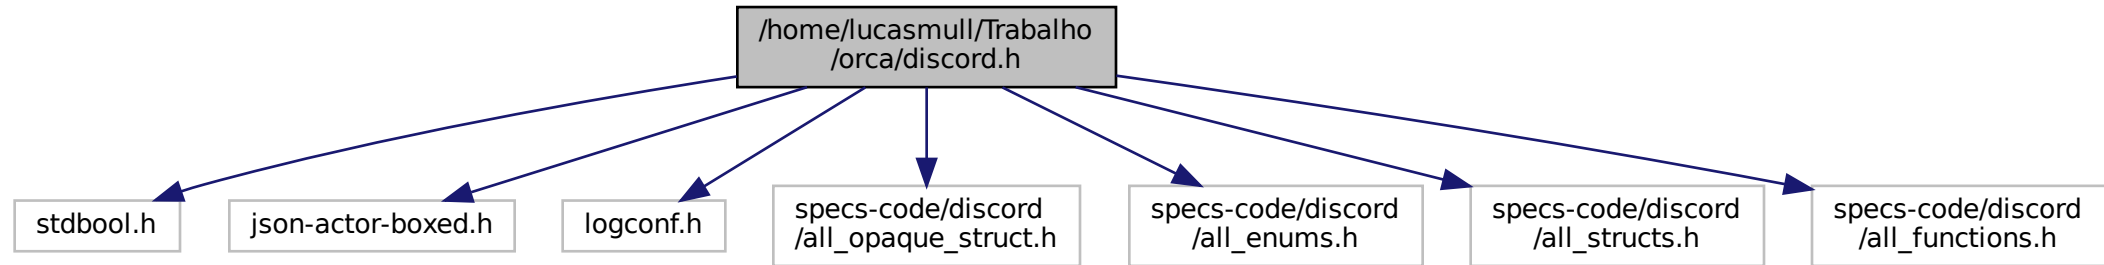 /home/lucasmull/Trabalho
/orca/discord.h
stdbool.h
json-actor-boxed.h
logconf.h
specs-code/discord
/all_opaque_struct.h
specs-code/discord
/all_enums.h
specs-code/discord
/all_structs.h
specs-code/discord
/all_functions.h